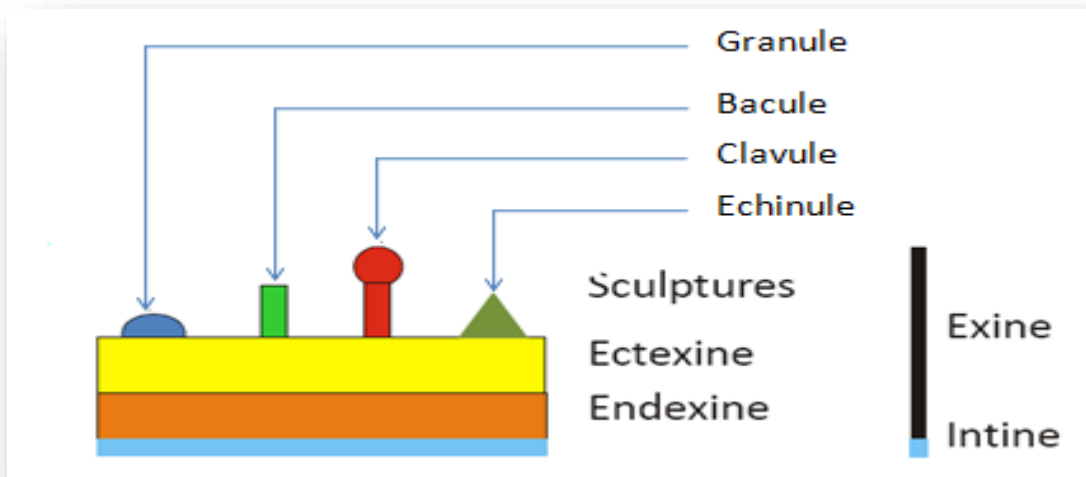 Granule
Bacule
Clavule
Echinule
Sculptures
Ectexine
Endexine
Exine
Intine